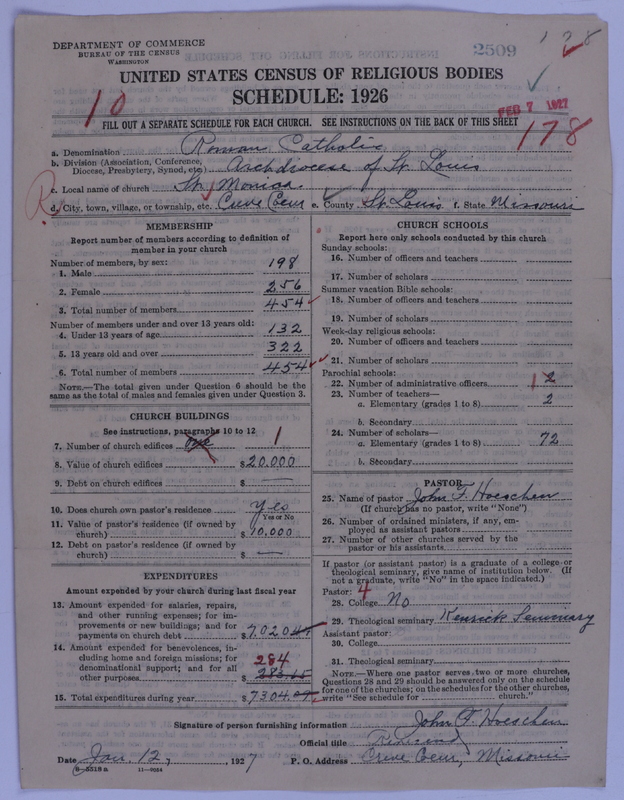 DEPARTMENT OF COMMERCE
BUREAU OF THE CENSUS
WASHINGTON
2509
128
UNITED STATES CENSUS OF RELIGIOUS BODIES
SCHEDULE: 1926
10
FEB 7 1927
178
FILL OUT A SEPARATE SCHEDULE FOR EACH CHURCH. SEE INSTRUCTIONS ON THE BACK OF THIS SHEET
a. Denomination Roman Catholic
b. Division (Association, Conference, Diocese, Presbytery, Synod, etc.) Archdiocese of St. Louis
c. Local name of church St. Monica
d. City, town, village, or township, etc. Creve Coeur e. County St. Louis f. State Missouri
MEMBERSHIP
Report number of members according to definition of
member in your church
Number of members, by sex:
1. Male 198
2. Female 256
3. Total number of members 454
Number of members under and over 13 years old:
4. Under 13 years of age 132
5. 13 years old and over 322
6. Total number of members 454
NOTE.—The total given under Question 6 should be the
same as the total of males and females given under Question 3.
CHURCH BUILDINGS
See instructions, paragraphs 10 to 12
7. Number of church edifices one 1
8. Value of church edifices $20.000
9. Debt on church edifices $ —
10. Does church own pastor's residence Yes
Yes or No
11. Value of pastor's residence (if owned by
church) $10.000
12. Debt on pastor's residence (if owned by
church) $ —
EXPENDITURES
Amount expended by your church during last fiscal year
13. Amount expended for salaries, repairs,
and other running expenses; for im-
provements or new buildings; and for
payments on church debt $7020
14. Amount expended for benevolences, in-
cluding home and foreign missions; for
denominational support; and for all
other purposes $ 284
15. Total expenditures during year $7304.
CHURCH SCHOOLS
Report here only schools conducted by this church
Sunday schools:
16. Number of officers and teachers
17. Number of scholars
Summer vacation Bible schools:
18. Number of officers and teachers
19. Number of scholars
Week-day religious schools:
20. Number of officers and teachers
21. Number of scholars
Parochial schools:
22. Number of administrative officers 1 2
23. Number of teachers—
a. Elementary (grades 1 to 8) 2
b. Secondary
24. Number of scholars—
a. Elementary (grades 1 to 8) 72
b. Secondary
PASTOR
25. Name of pastor John F. Hoeschen
(If church has no pastor, write "None")
26. Number of ordained ministers, if any, em-
ployed as assistant pastors
27. Number of other churches served by the
pastor or his assistants
If pastor (or assistant pastor) is a graduate of a college or
theological seminary, give name of institution below. (If
not a graduate, write "No" in the space indicated.)
Pastor: 4
28. College No
29. Theological seminary Kenrick Seminary
Assistant pastor:
30. College
31. Theological seminary
NOTE.—Where one pastor serves two or more churches,
Questions 28 and 29 should be answered only on the schedule
for one of the churches; on the schedules for the other churches,
write "See schedule for church."
Signature of person furnishing information John F. Hoeschen
Official title Reverend
Date Jan. 12, , 1927 P. O. Address Creve Coeur, Missouri
8—5518 a 11—9024